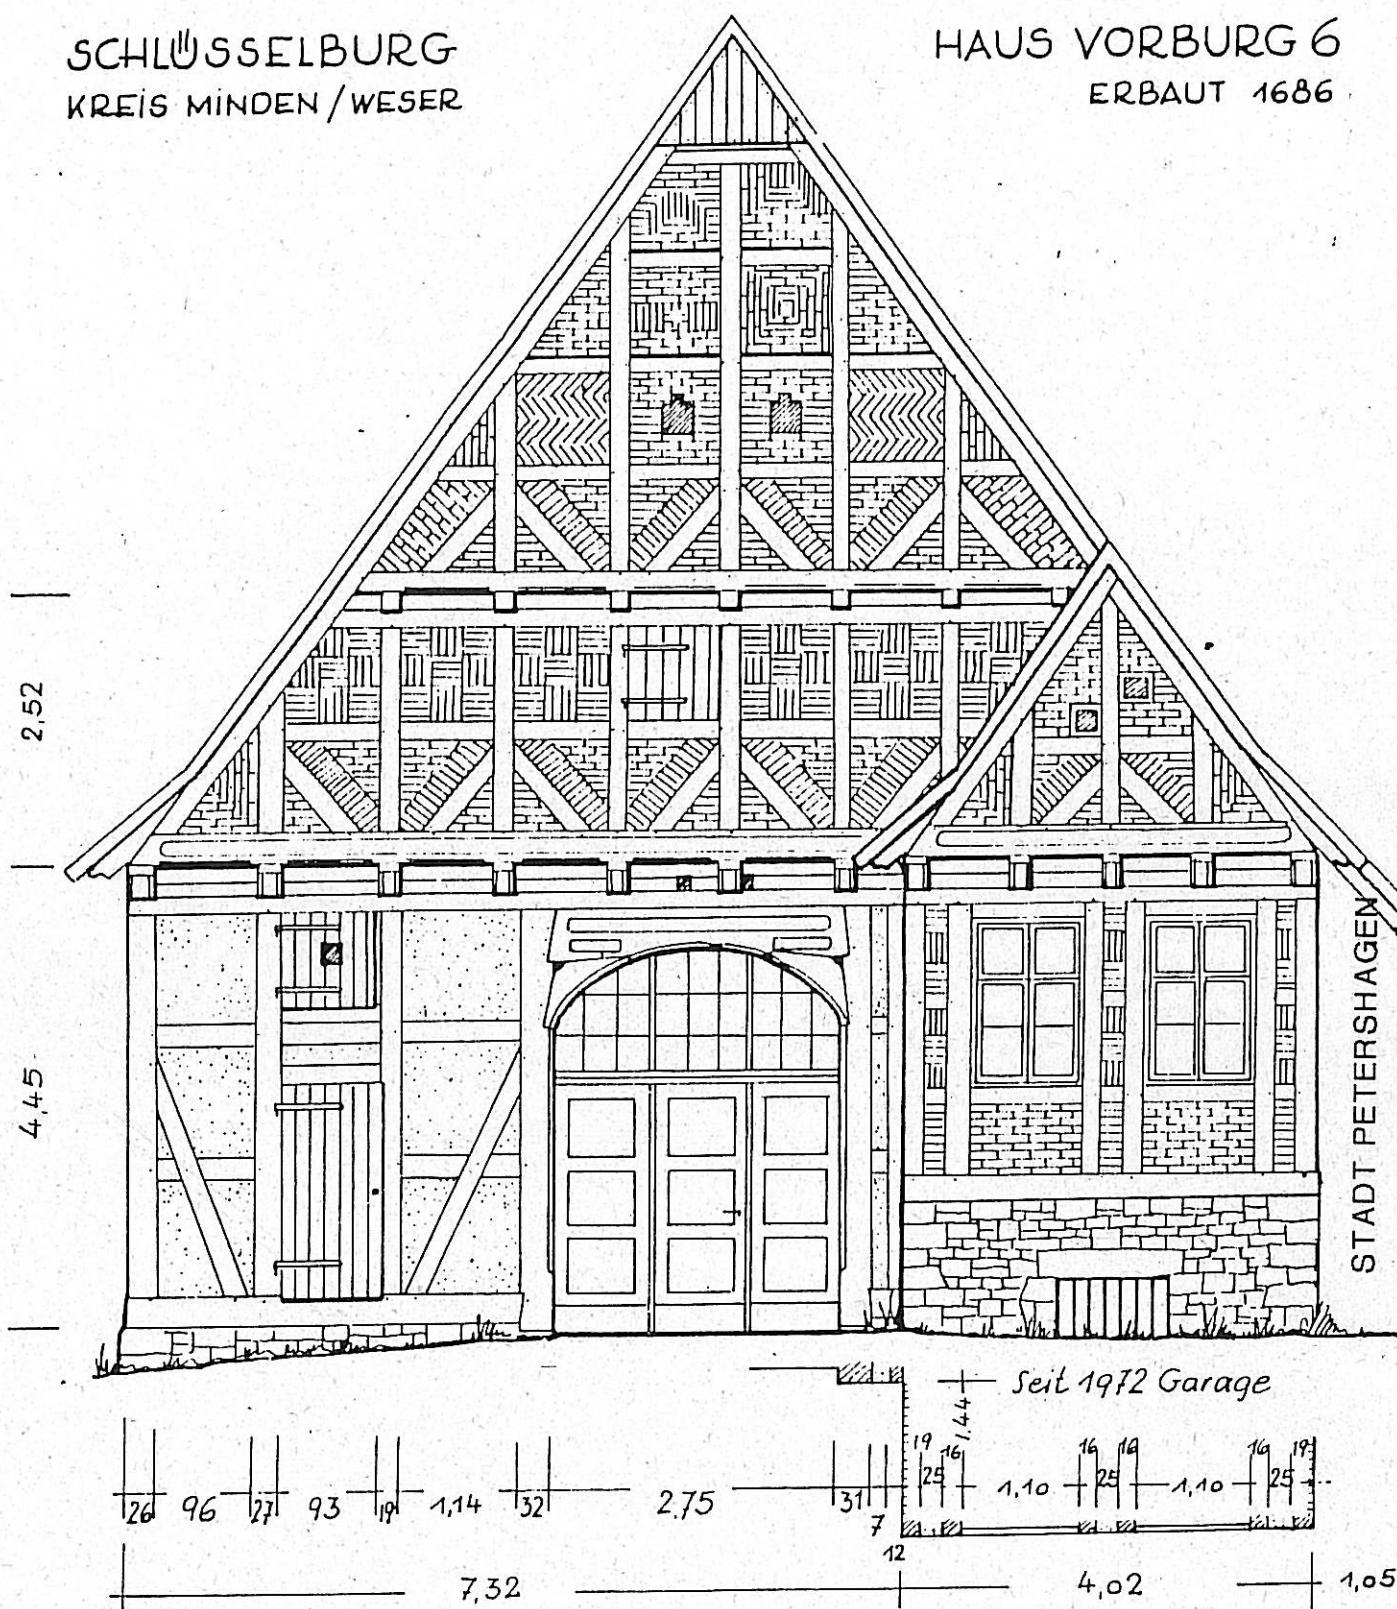 SCHLÜSSELBURG
KREIS MINDEN/WESER
HAUS VORBURG 6
ERBAUT 1686
2,52
4,45
STADT PETERSHAGEN
Seit 1972 Garage
1.44
26 96 27 93 19 1,14 32 2.75 31 7 12
19 25 16 1,10 16 25 16 1,10 16 25 19
7,32 4,02 1,05